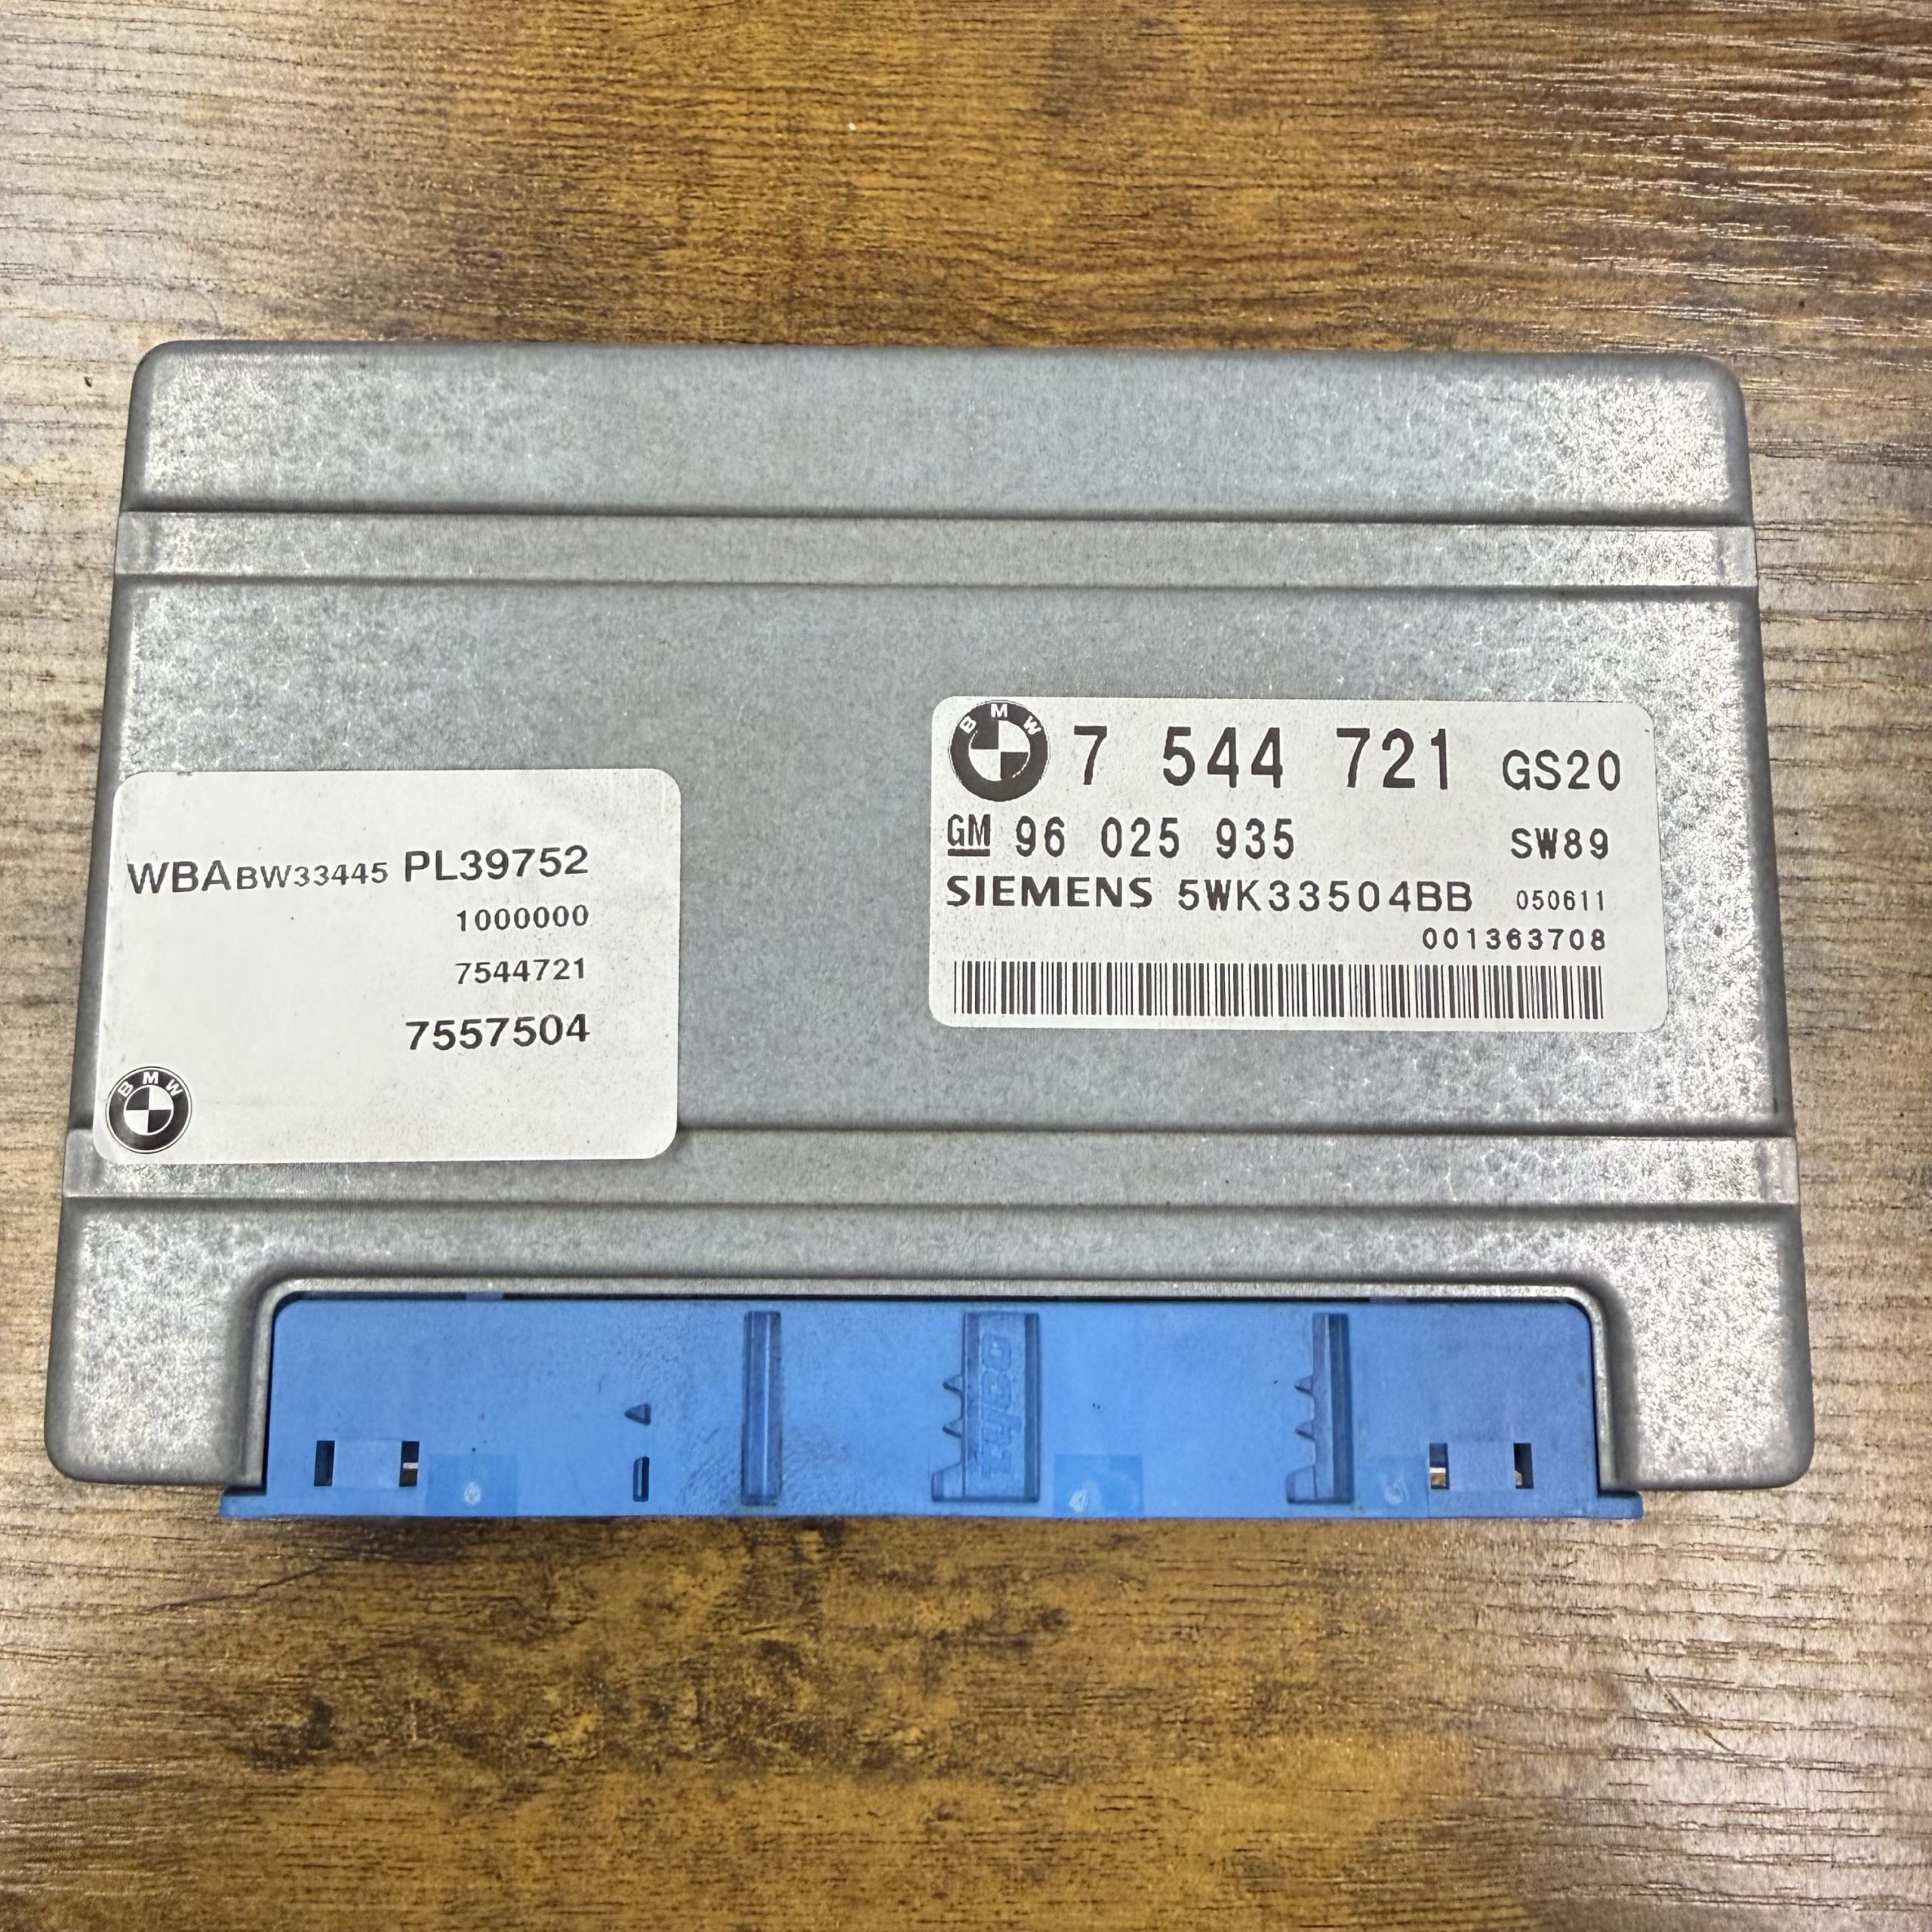 WBABW33445 PL39752
1000000
7544721
7557504
BMW
BMW 7 544 721 GS20
GM 96 025 935 SW89
SIEMENS 5WK33504BB 050611
001363708
tyco